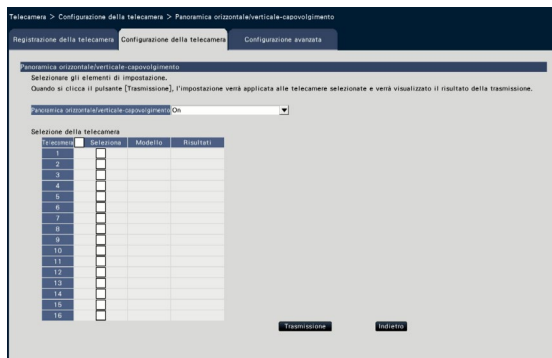 Telecamera > Configurazione della telecamera > Panoramica orizzontale/verticale-capovolgimento
Registrazione della telecamera Configurazione della telecamera Configurazione avanzata
Panoramica orizzontale/verticale-capovolgimento
Selezionare gli elementi di impostazione.
Quando si clicca il pulsante [Trasmissione], l'impostazione verrà applicata alle telecamere selezionate e verrà visualizzato il risultato della trasmissione.
Panoramica orizzontale/verticale-capovolgimento On
Selezione della telecamera
Telecamera Seleziona Modello Risultati
1
2
3
4
5
6
7
8
9
10
11
12
13
14
15
16
Trasmissione Indietro